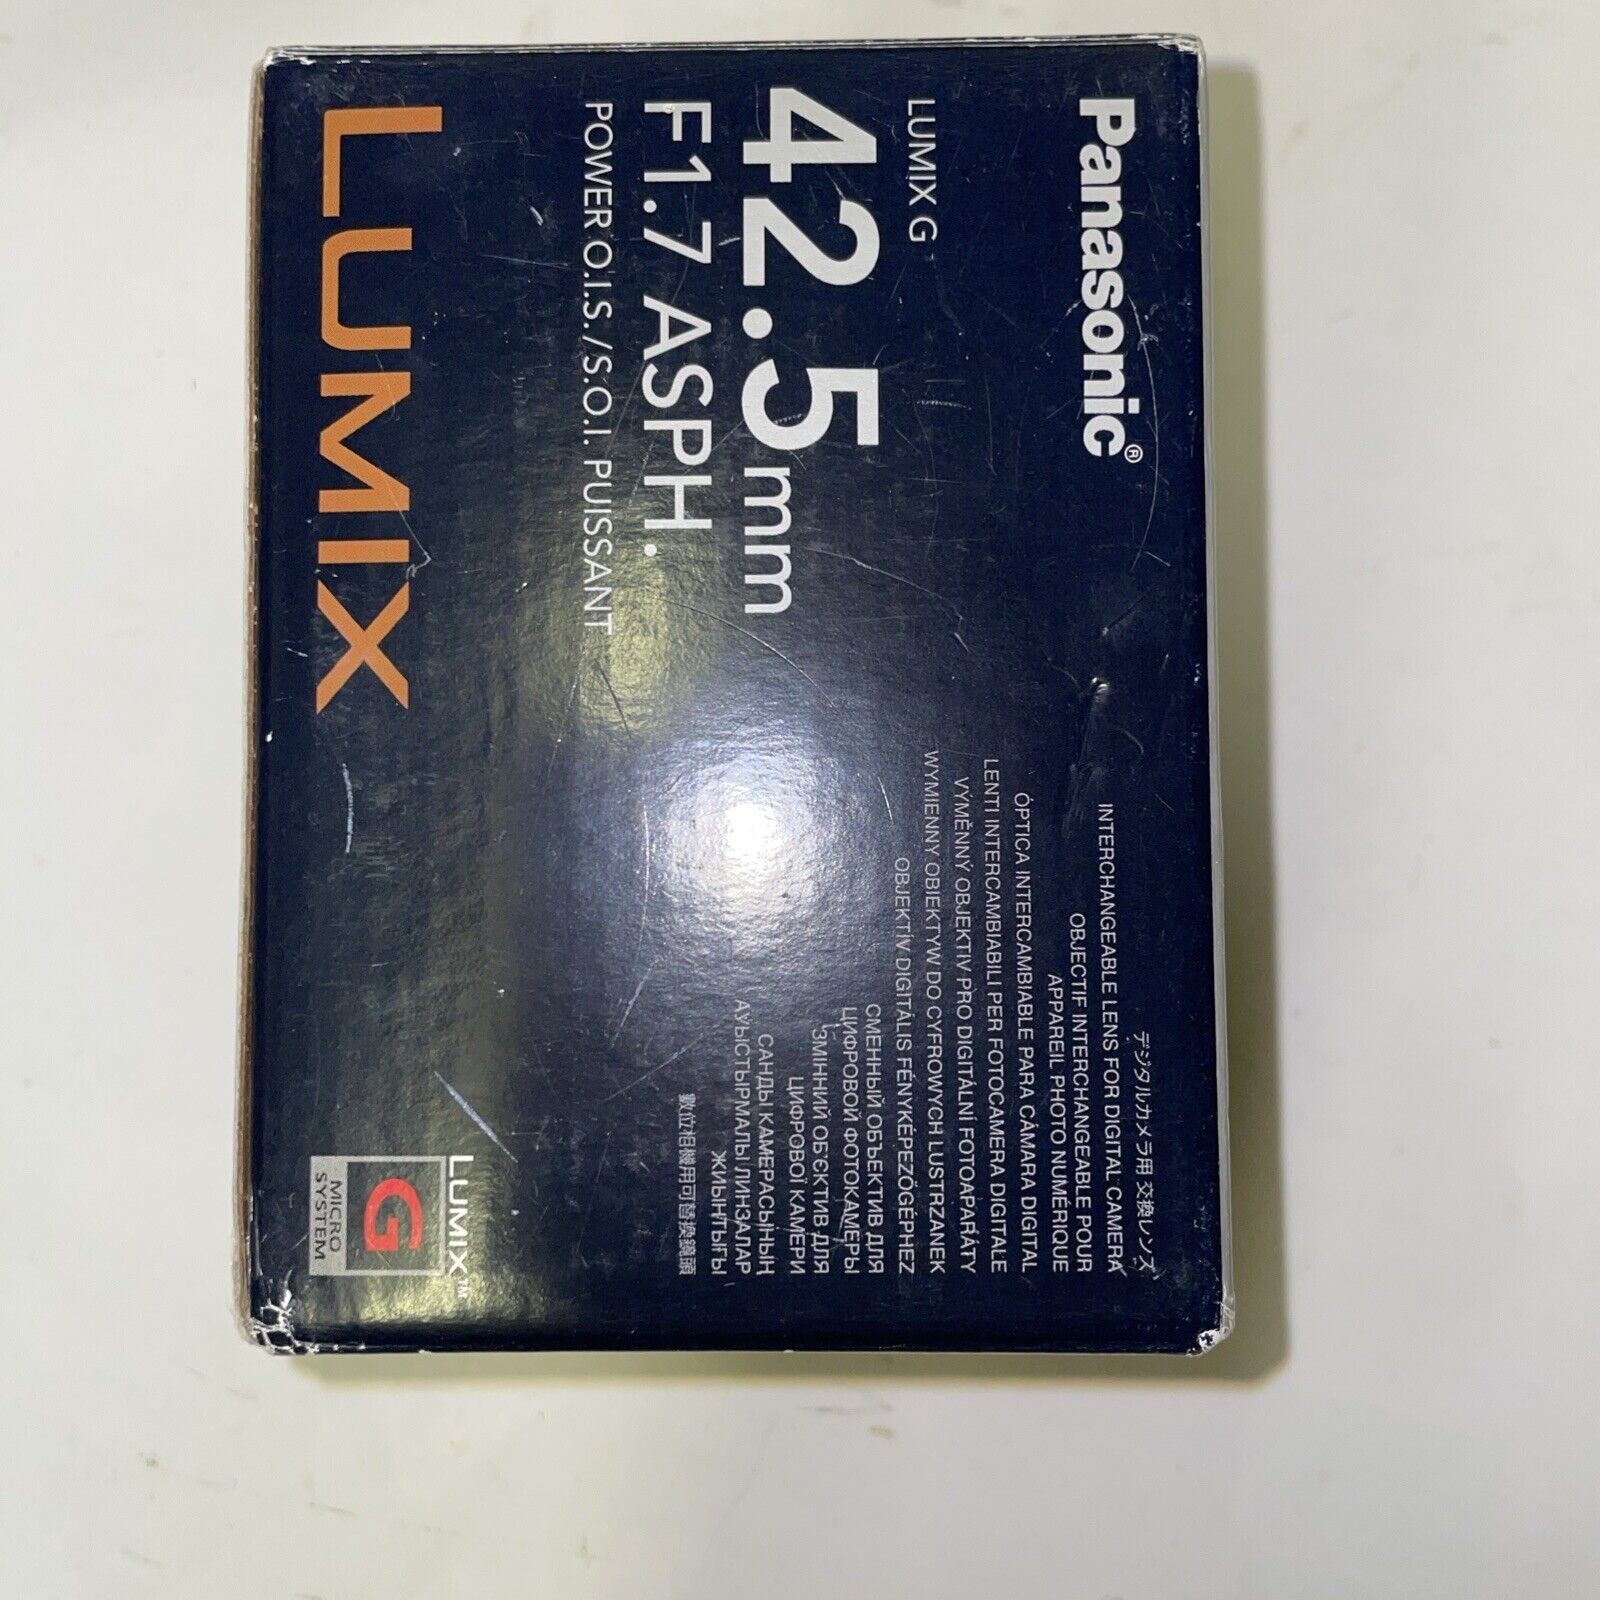 Panasonic®
LUMIX G
42.5mm
F1.7 ASPH.
POWER O.I.S./S.O.I. PUISSANT
LUMIX
デジタルカメラ用 交換レンズ
INTERCHANGEABLE LENS FOR DIGITAL CAMERA
OBJECTIF INTERCHANGEABLE POUR
APPAREIL PHOTO NUMÉRIQUE
ÓPTICA INTERCAMBIABLE PARA CÁMARA DIGITAL
LENTI INTERCAMBIABILI PER FOTOCAMERA DIGITALE
VÝMĚNNÝ OBJEKTIV PRO DIGITÁLNÍ FOTOAPARÁTY
WYMIENNY OBIEKTYW DO CYFROWYCH LUSTRZANEK
OBJEKTÍV DIGITÁLIS FÉNYKÉPEZŐGÉPHEZ
СМЕННЫЙ ОБЪЕКТИВ ДЛЯ
ЦИФРОВОЙ ФОТОКАМЕРЫ
ЗМІННИЙ ОБ'ЄКТИВ ДЛЯ
ЦИФРОВОЇ КАМЕРИ
САНДЫ КАМЕРАСЫНЫҢ
АУЫСТЫРМАЛЫ ЛИНЗАЛАР
ЖИЫНТЫҒЫ
數位相機用可替換鏡頭
LUMIX™
G
MICRO
SYSTEM